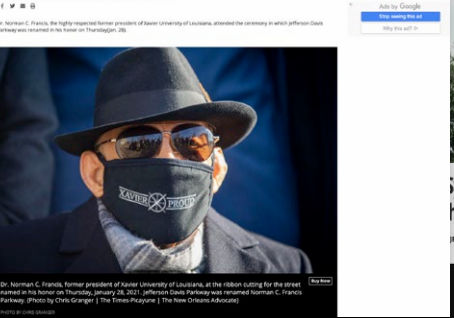 Dr. Norman C. Francis, the highly respected former president of Xavier University of Louisiana, attended the ceremony in which Jefferson Davis
Parkway was renamed in his honor on Thursday(Jan. 28).
Ads by Google
Stop seeing this ad
Why this ad?
XAVIER PROUD
Dr. Norman C. Francis, former president of Xavier University of Louisiana, at the ribbon cutting for the street
named in his honor on Thursday, January 28, 2021. Jefferson Davis Parkway was renamed Norman C. Francis
Parkway. (Photo by Chris Granger | The Times-Picayune | The New Orleans Advocate)
Buy Now
PHOTO BY CHRIS GRANGER